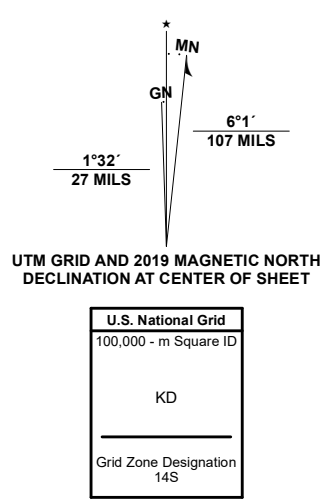 ★
MN
GN
6°1´
107 MILS
1°32´
27 MILS
UTM GRID AND 2019 MAGNETIC NORTH
DECLINATION AT CENTER OF SHEET
U.S. National Grid
100,000 - m Square ID
KD
Grid Zone Designation
14S